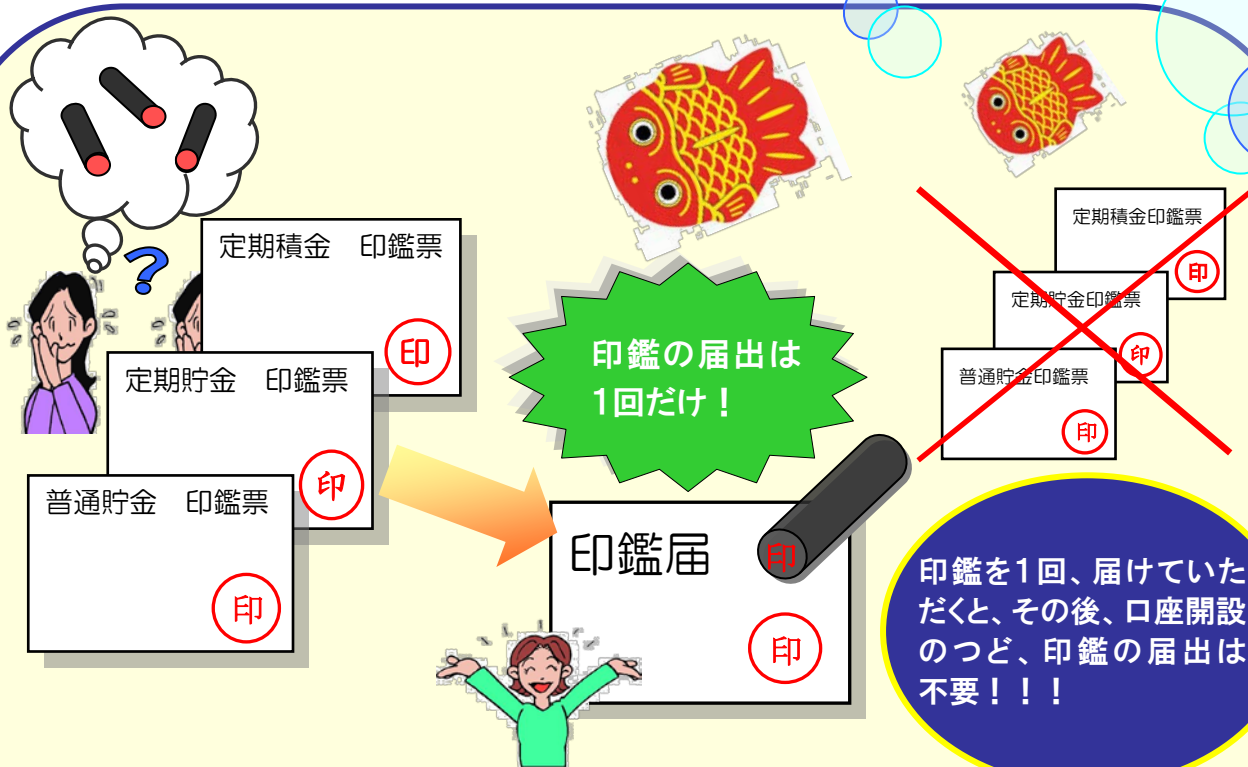 定期積金　印鑑票
印
定期貯金　印鑑票
印
普通貯金　印鑑票
印
?
印鑑の届出は
1回だけ！
印鑑届
印
印
定期積金印鑑票
印
定期貯金印鑑票
印
普通貯金印鑑票
印
印鑑を1回、届けていた
だくと、その後、口座開設
のつど、印鑑の届出は
不要！！！